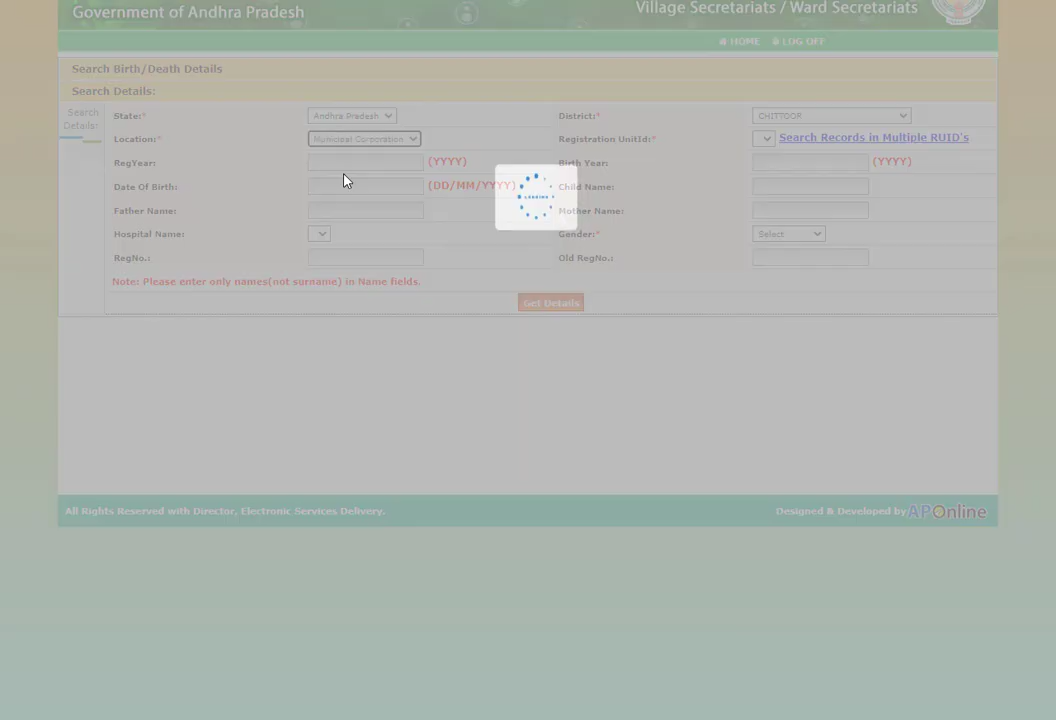 Government of Andhra Pradesh
Village Secretariats / Ward Secretariats
HOME LOG OFF
Search Birth/Death Details
Search Details:
Search Details:
State:* Andhra Pradesh District:* CHITTOOR
Location:* Municipal Corporation Registration UnitId:* Search Records in Multiple RUID's
RegYear: (YYYY) Birth Year: (YYYY)
Date Of Birth: (DD/MM/YYYY) Child Name:
LOADING
Father Name: Mother Name:
Hospital Name: Gender:* Select
RegNo.: Old RegNo.:
Note: Please enter only names(not surname) in Name fields.
Get Details
All Rights Reserved with Director, Electronic Services Delivery. Designed & Developed by APOnline